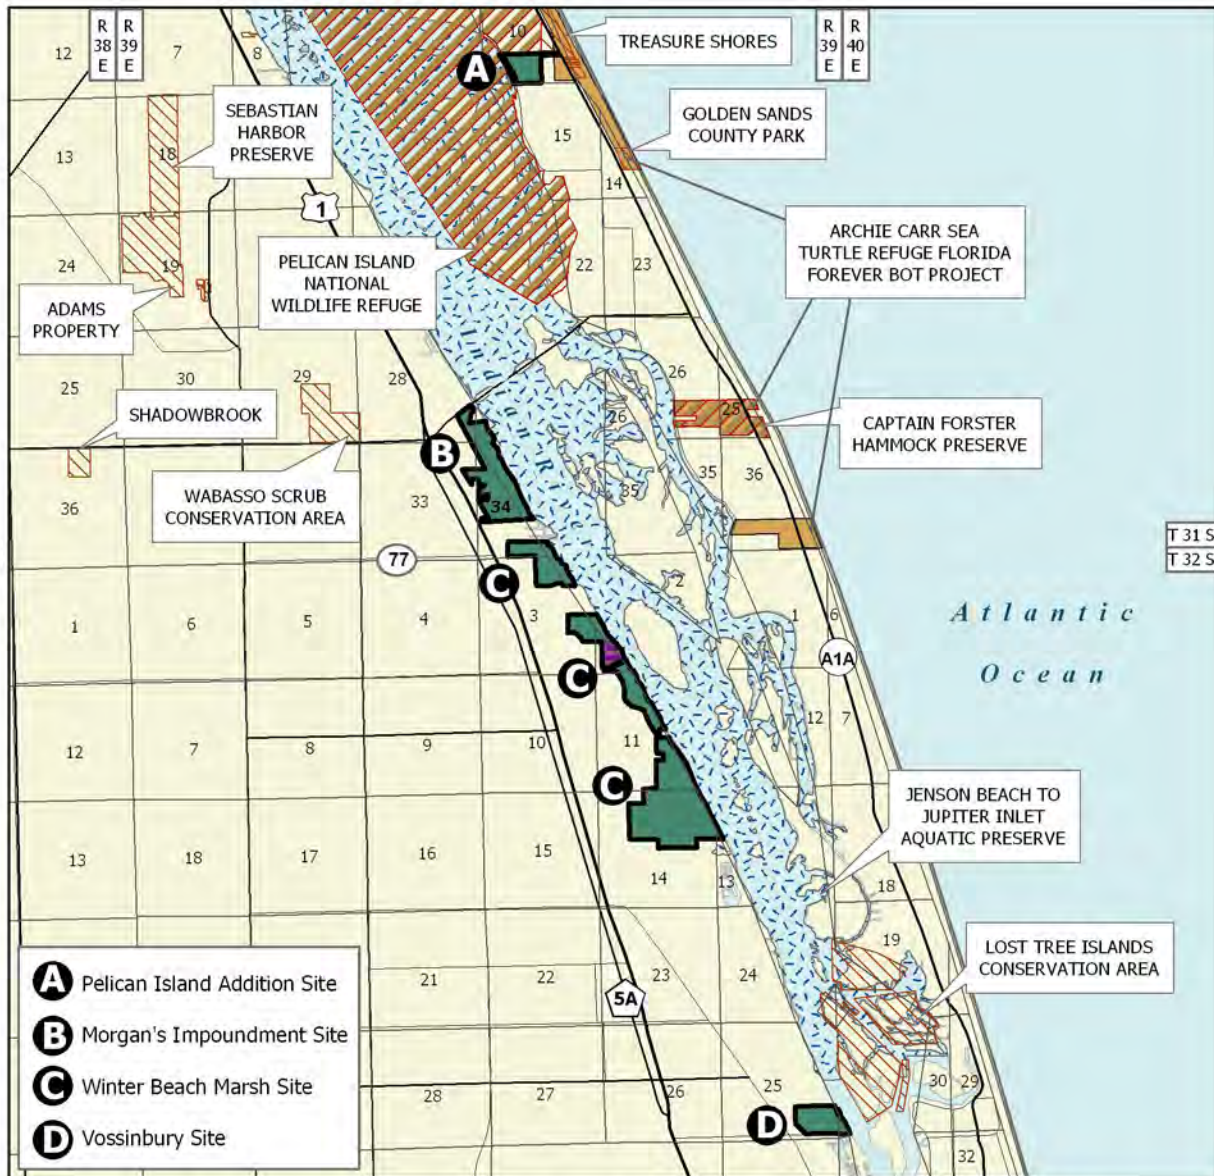 R R
38 39
E E
12
7
8
10
TREASURE SHORES
R R
39 40
E E
A
SEBASTIAN
HARBOR
PRESERVE
GOLDEN SANDS
COUNTY PARK
15
13
18
14
1
ARCHIE CARR SEA
TURTLE REFUGE FLORIDA
FOREVER BOT PROJECT
PELICAN ISLAND
NATIONAL
WILDLIFE REFUGE
24
19
22
23
ADAMS
PROPERTY
25
30
29
28
26
SHADOWBROOK
26
25
CAPTAIN FORSTER
HAMMOCK PRESERVE
B
WABASSO SCRUB
CONSERVATION AREA
36
33
34
35
35
36
T 31 S
T 32 S
77
C
2
Indian R
1
6
5
4
3
1
6
Atlantic
Ocean
A1A
C
12
7
12
7
8
9
10
11
C
JENSON BEACH TO
JUPITER INLET
AQUATIC PRESERVE
13
18
17
16
15
14
13
18
19
LOST TREE ISLANDS
CONSERVATION AREA
21
22
23
24
5A
A Pelican Island Addition Site
B Morgan's Impoundment Site
C Winter Beach Marsh Site
D Vossinbury Site
28
27
26
25
30
29
D
32